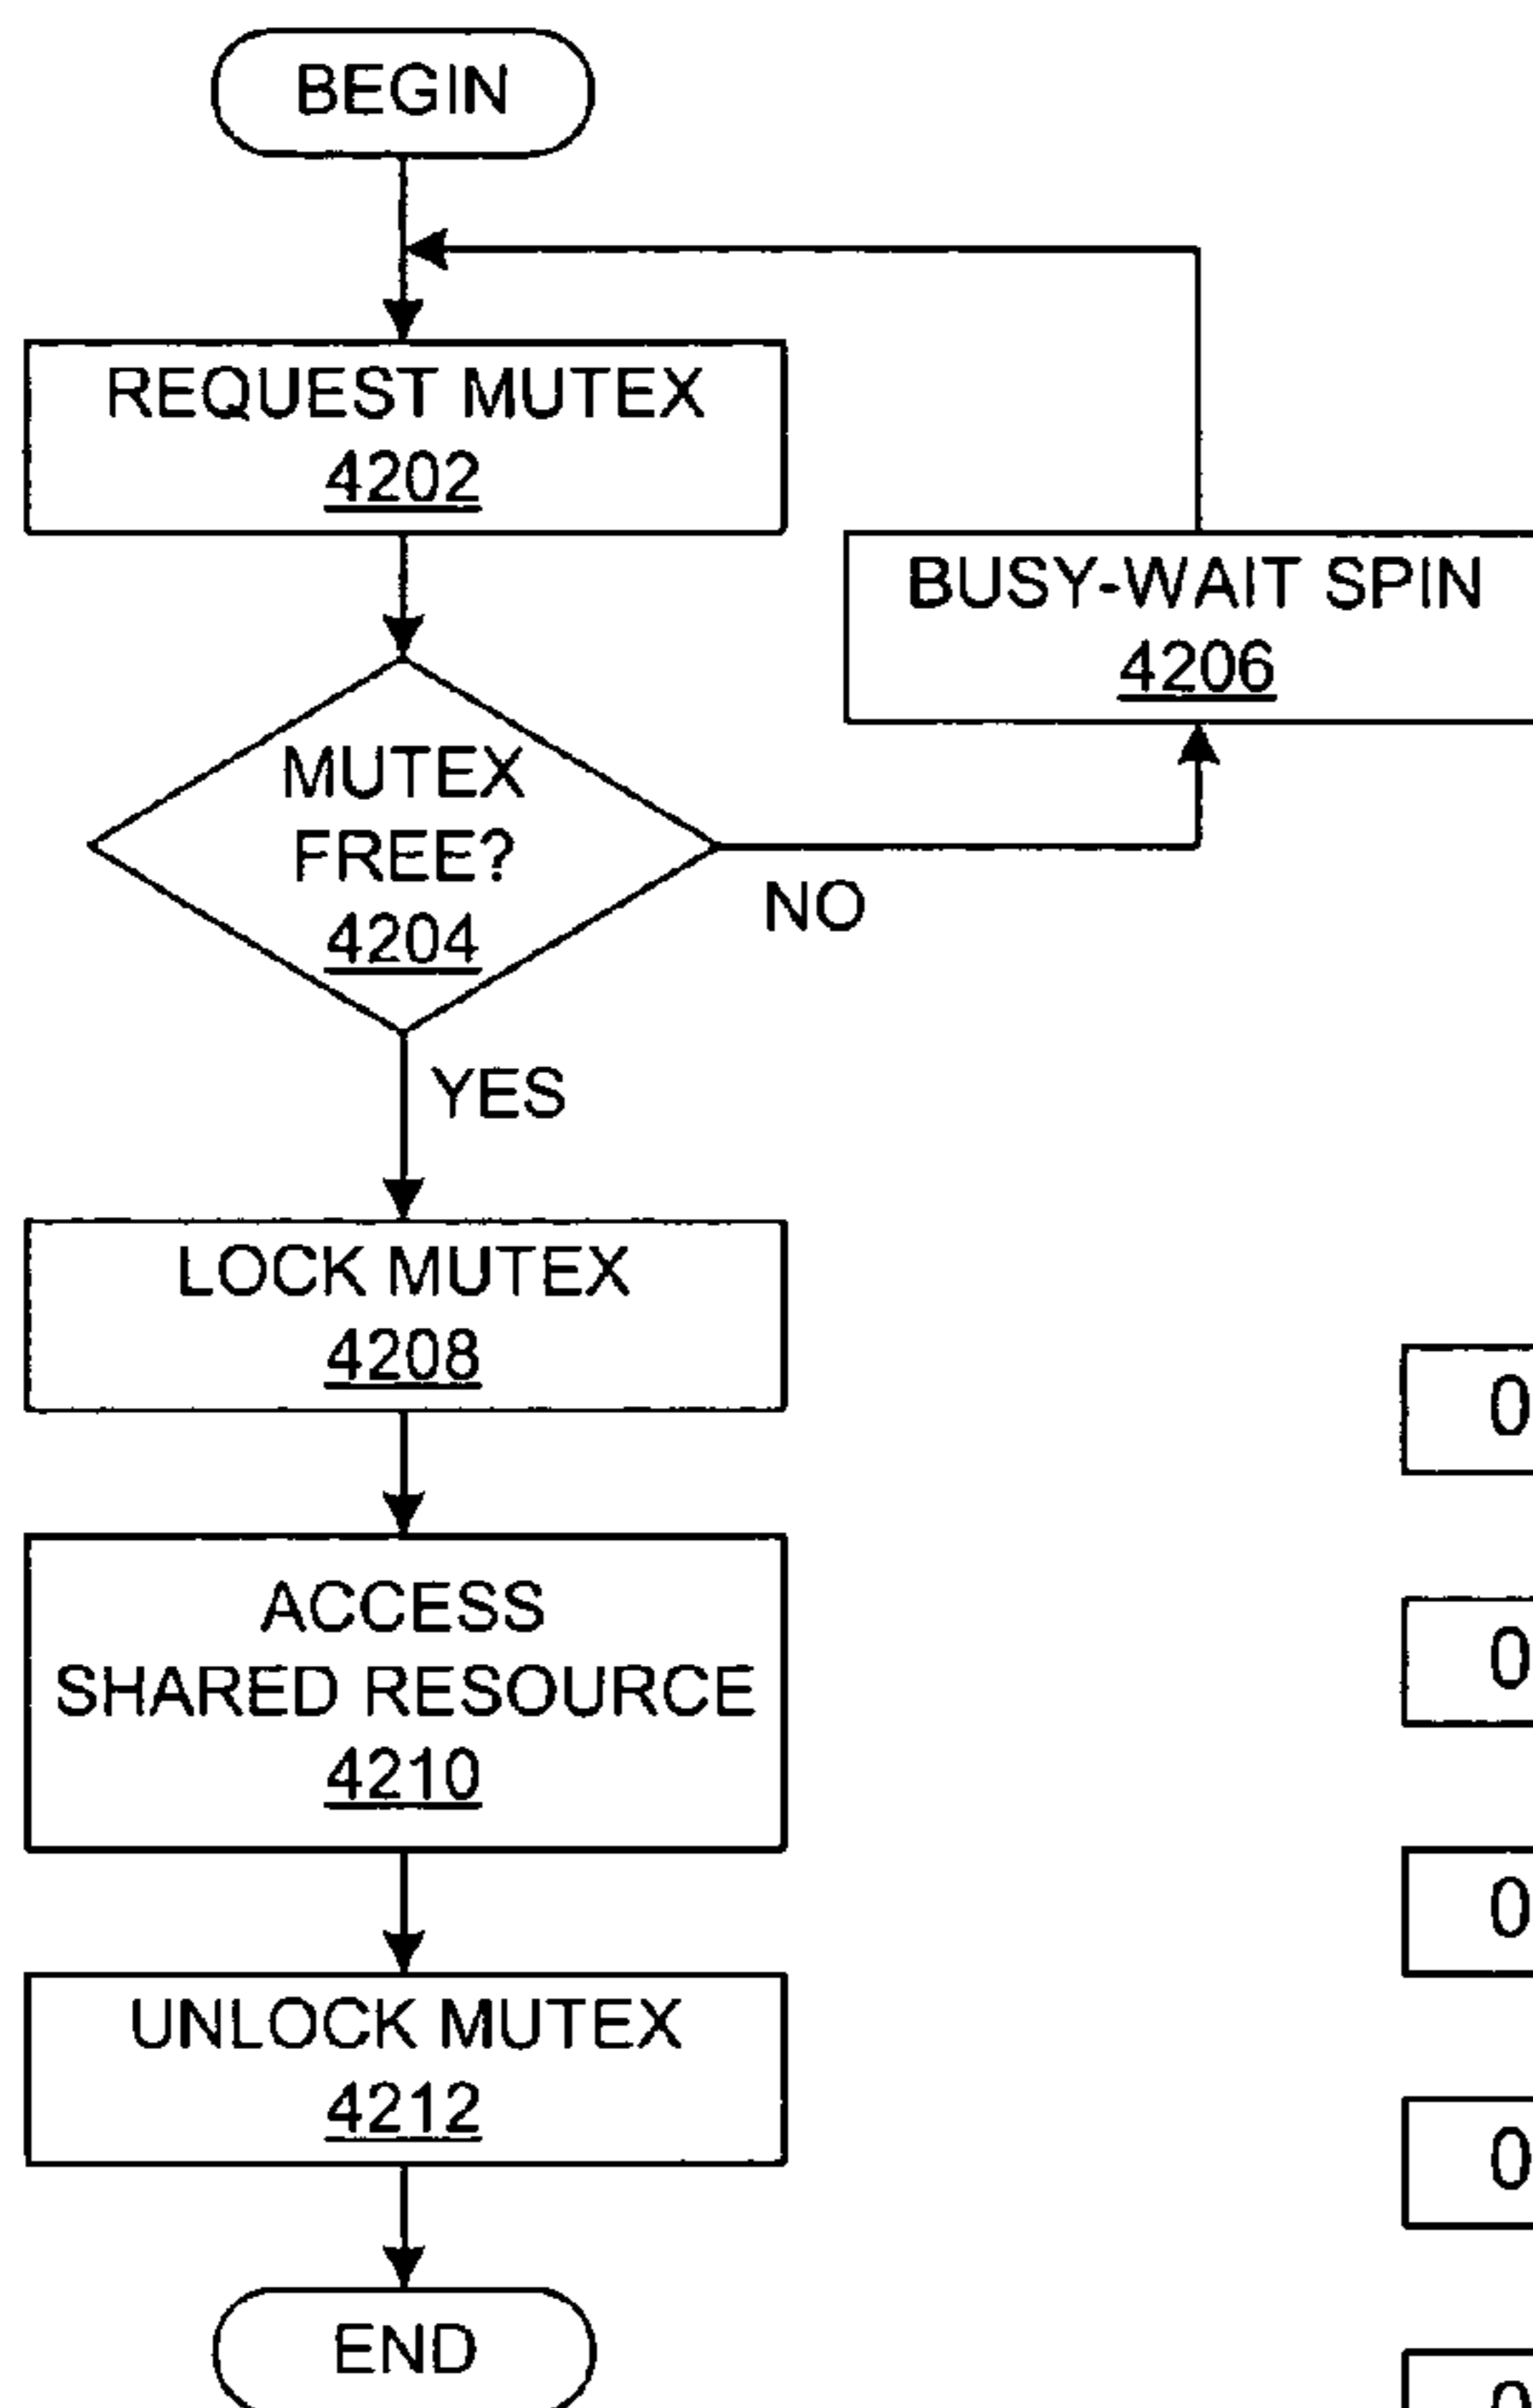 BEGIN
REQUEST MUTEX
4202
BUSY-WAIT SPIN
4206
MUTEX
FREE?
4204
NO
YES
LOCK MUTEX
4208
ACCESS
SHARED RESOURCE
4210
UNLOCK MUTEX
4212
END
0
0
0
0
0